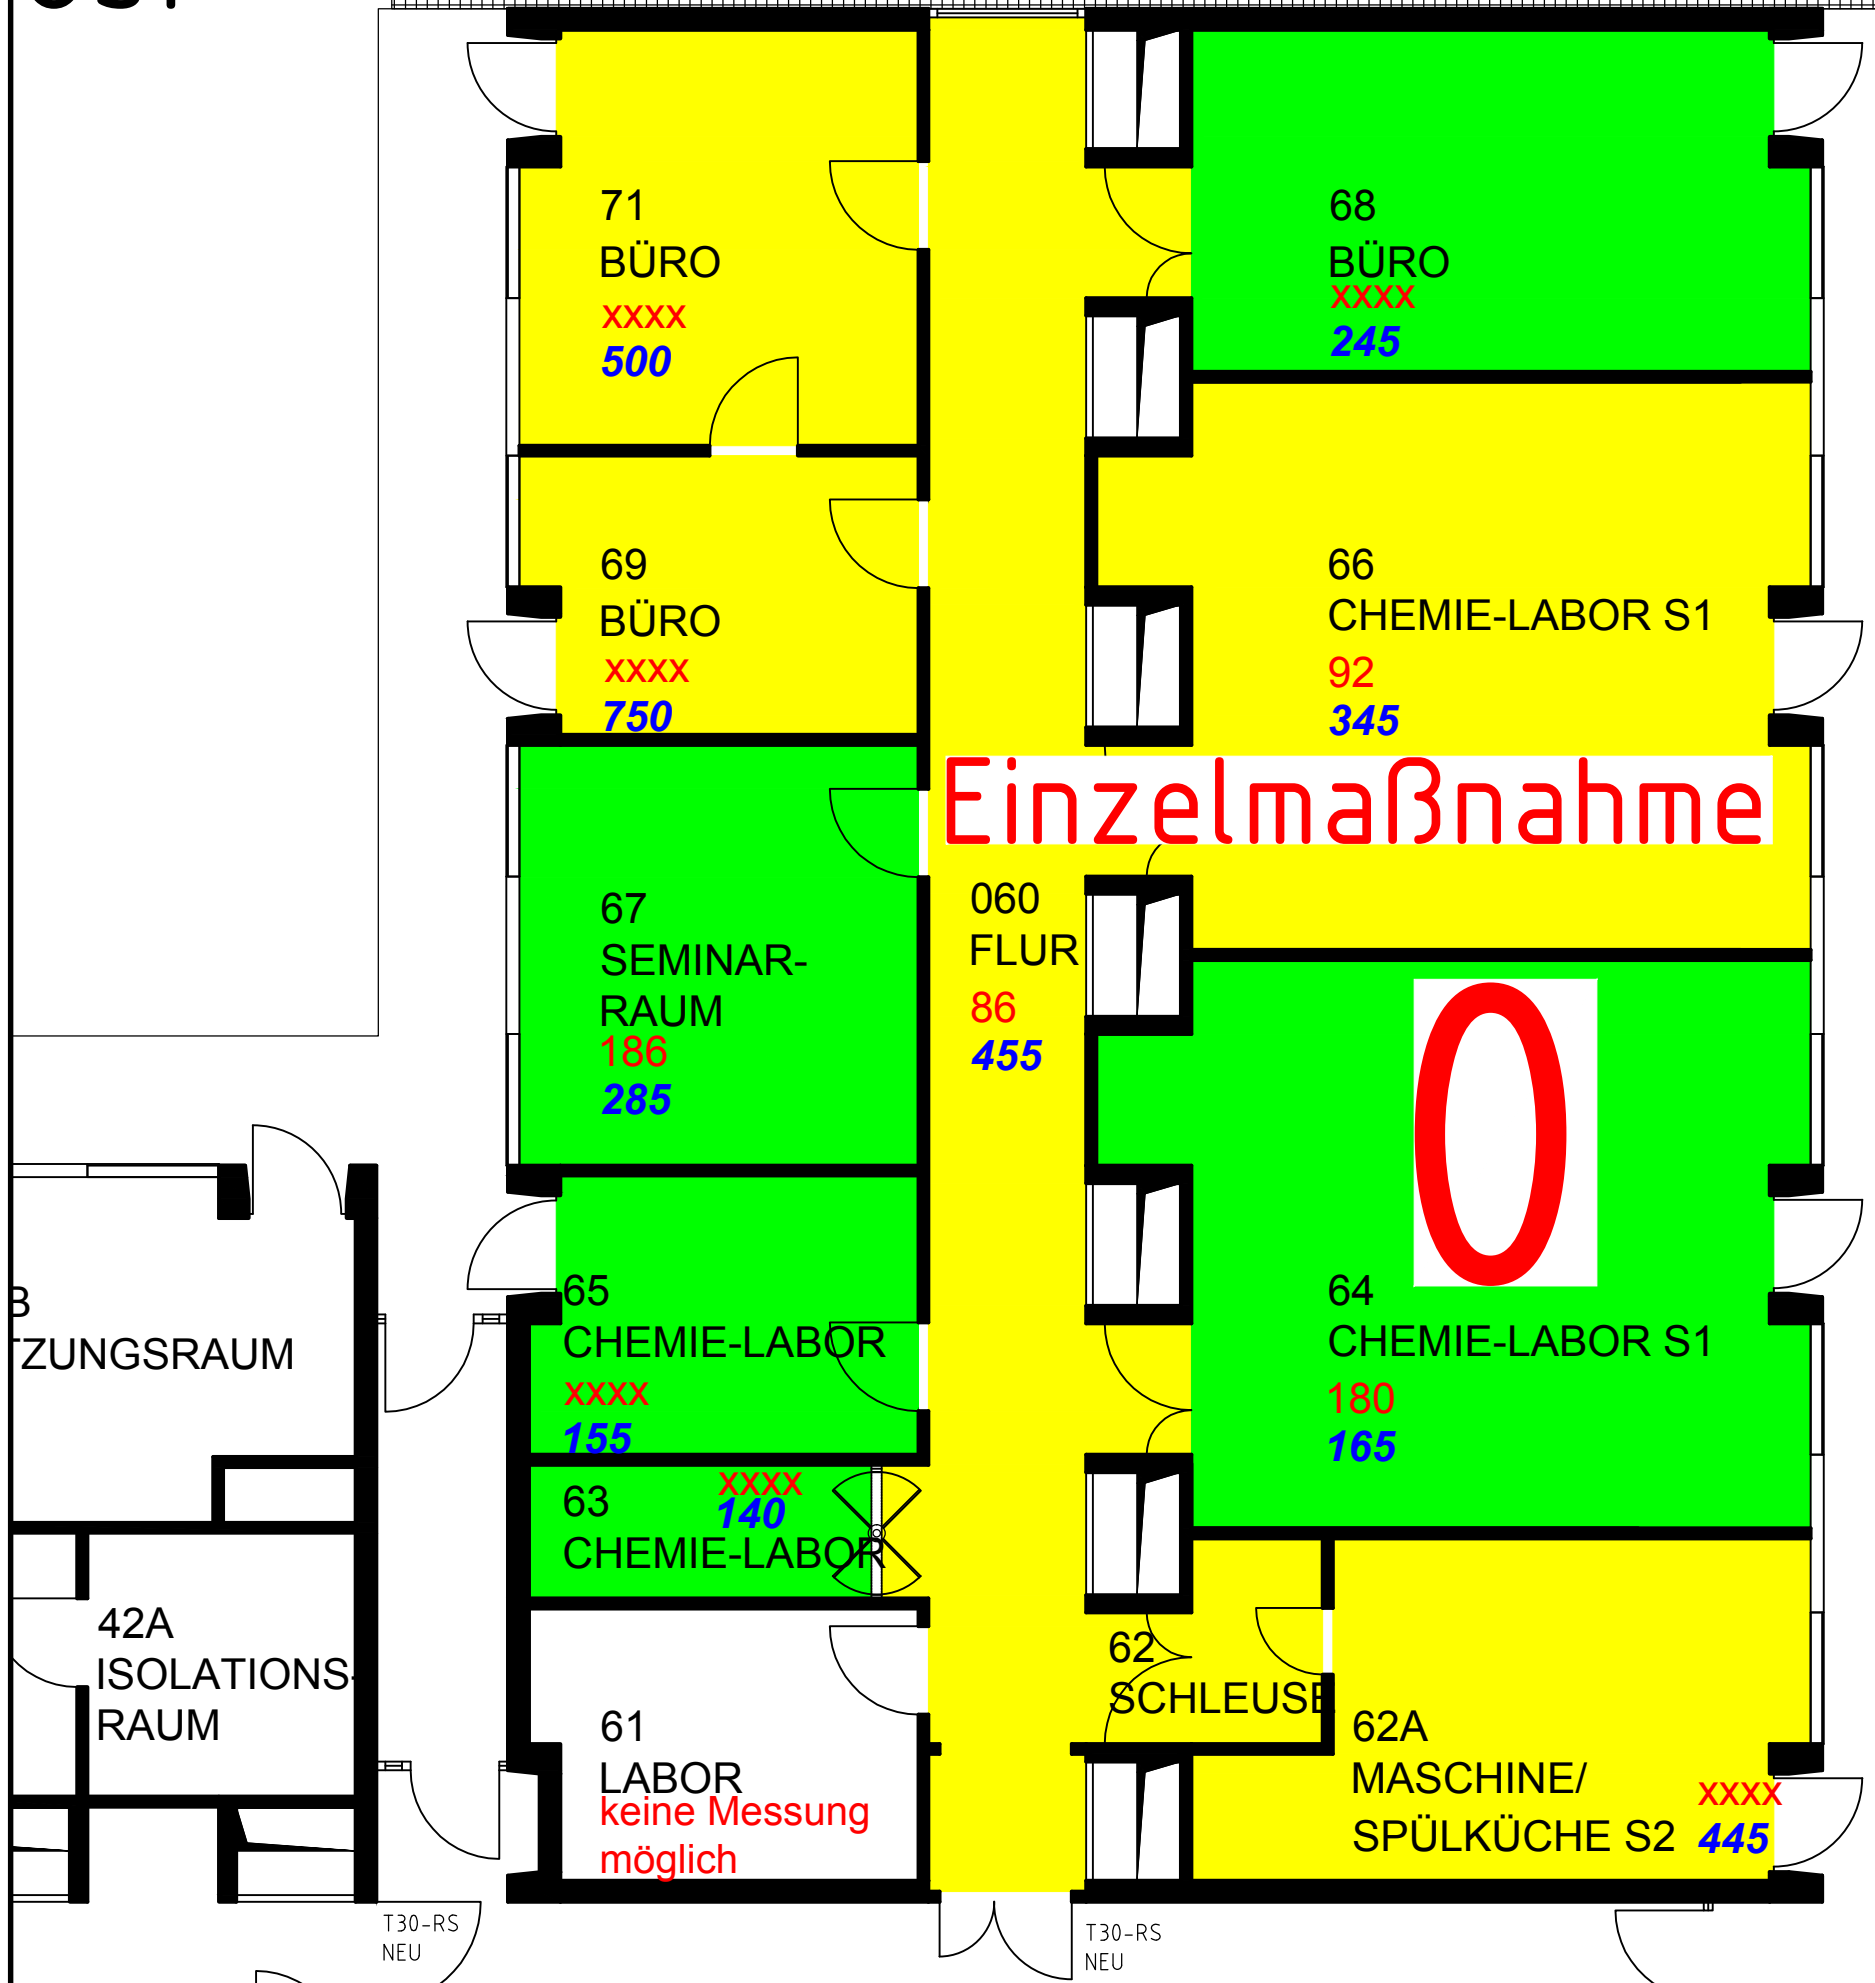 71
BÜRO
xxxx
500
68
BÜRO
xxxx
245
69
BÜRO
xxxx
750
66
CHEMIE-LABOR S1
92
345
Einzelmaßnahme
67
SEMINAR-
RAUM
186
285
060
FLUR
86
455
0
65
CHEMIE-LABOR
xxxx
155
64
CHEMIE-LABOR S1
180
165
B
TZUNGSRAUM
63
CHEMIE-LABOR
xxxx
140
42A
ISOLATIONS-
RAUM
61
LABOR
keine Messung
möglich
62
SCHLEUSE
62A
MASCHINE/
SPÜLKÜCHE S2
xxxx
445
T30-RS
NEU
T30-RS
NEU